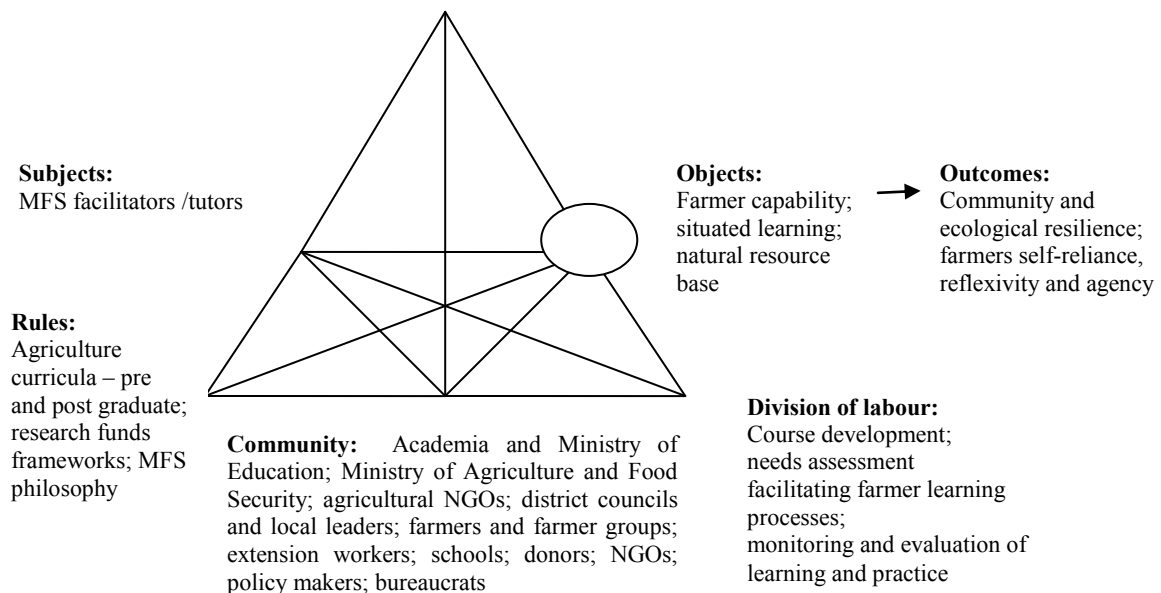 Subjects:
MFS facilitators /tutors
Objects:
Farmer capability;
situated learning;
natural resource
base
Outcomes:
Community and
ecological resilience;
farmers self-reliance,
reflexivity and agency
Rules:
Agriculture
curricula – pre
and post graduate;
research funds
frameworks; MFS
philosophy
Community: Academia and Ministry of
Education; Ministry of Agriculture and Food
Security; agricultural NGOs; district councils
and local leaders; farmers and farmer groups;
extension workers; schools; donors; NGOs;
policy makers; bureaucrats
Division of labour:
Course development;
needs assessment
facilitating farmer learning
processes;
monitoring and evaluation of
learning and practice